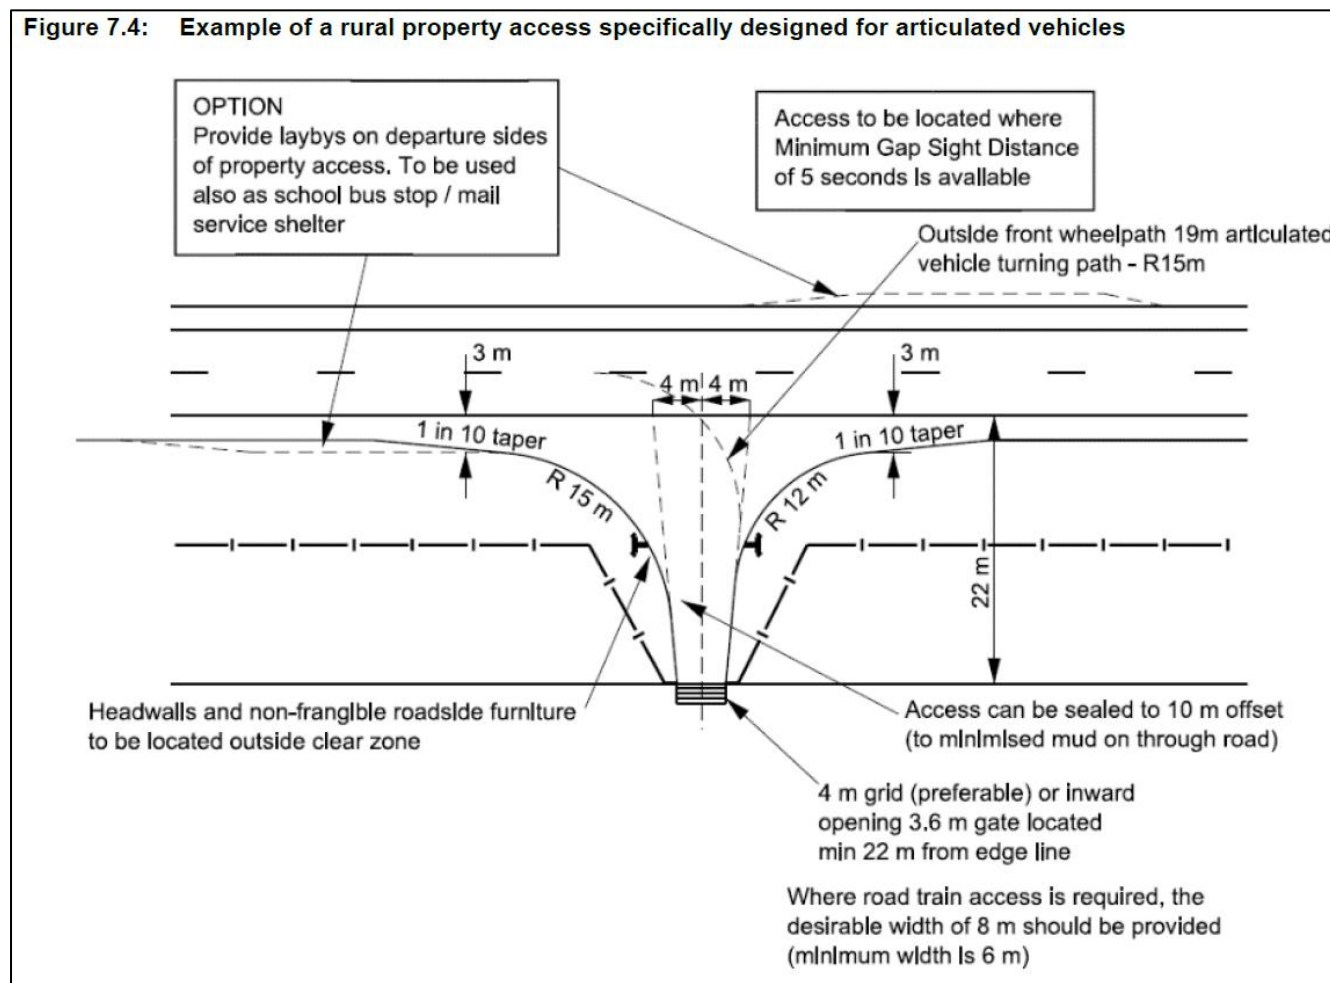 Figure 7.4: Example of a rural property access specifically designed for articulated vehicles
OPTION
Provide laybys on departure sides
of property access. To be used
also as school bus stop / mail
service shelter
Access to be located where
Minimum Gap Sight Distance
of 5 seconds is available
Outside front wheelpath 19m articulated
vehicle turning path - R15m
3 m
3 m
4 m
4 m
1 in 10 taper
1 in 10 taper
R 15 m
R 12 m
22 m
Headwalls and non-frangible roadside furniture
to be located outside clear zone
Access can be sealed to 10 m offset
(to minimised mud on through road)
4 m grid (preferable) or inward
opening 3.6 m gate located
min 22 m from edge line
Where road train access is required, the
desirable width of 8 m should be provided
(minimum width is 6 m)